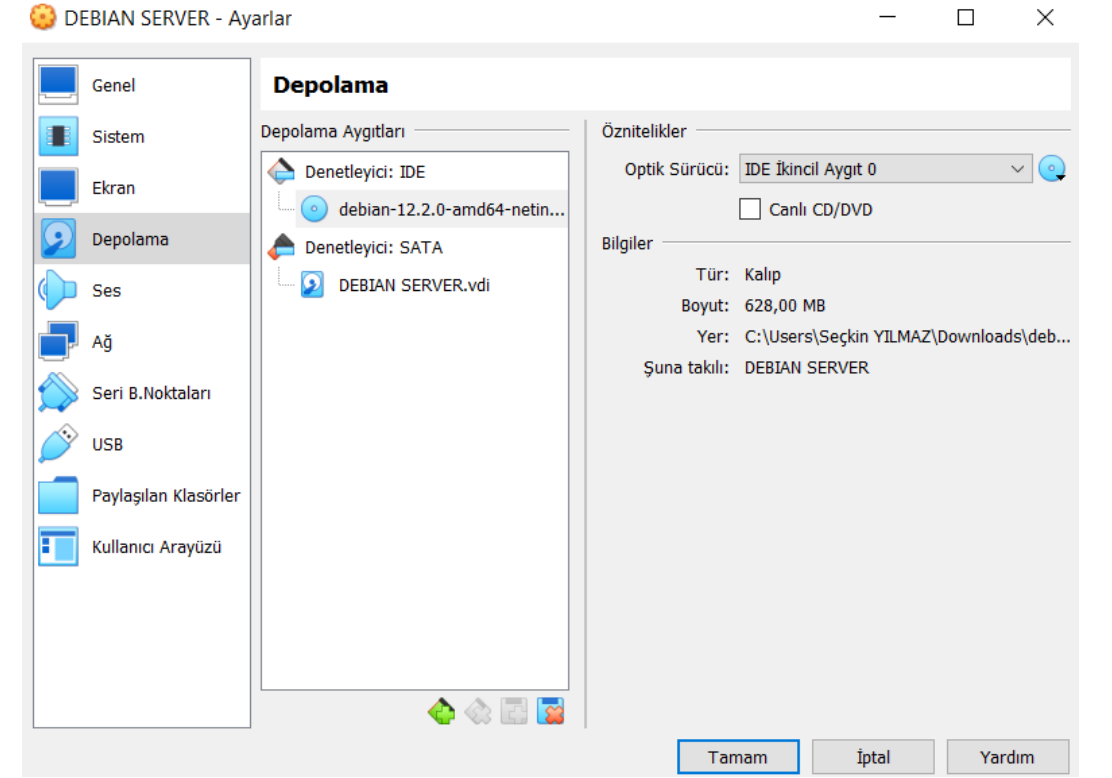 DEBIAN SERVER - Ayarlar
Genel
Sistem
Ekran
Depolama
Ses
Ağ
Seri B.Noktaları
USB
Paylaşılan Klasörler
Kullanıcı Arayüzü
Depolama
Depolama Aygıtları
Denetleyici: IDE
debian-12.2.0-amd64-netin...
Denetleyici: SATA
DEBIAN SERVER.vdi
Öznitelikler
Optik Sürücü: IDE İkincil Aygıt 0
Canlı CD/DVD
Bilgiler
Tür: Kalıp
Boyut: 628,00 MB
Yer: C:\Users\Seçkin YILMAZ\Downloads\deb...
Şuna takılı: DEBIAN SERVER
Tamam İptal Yardım